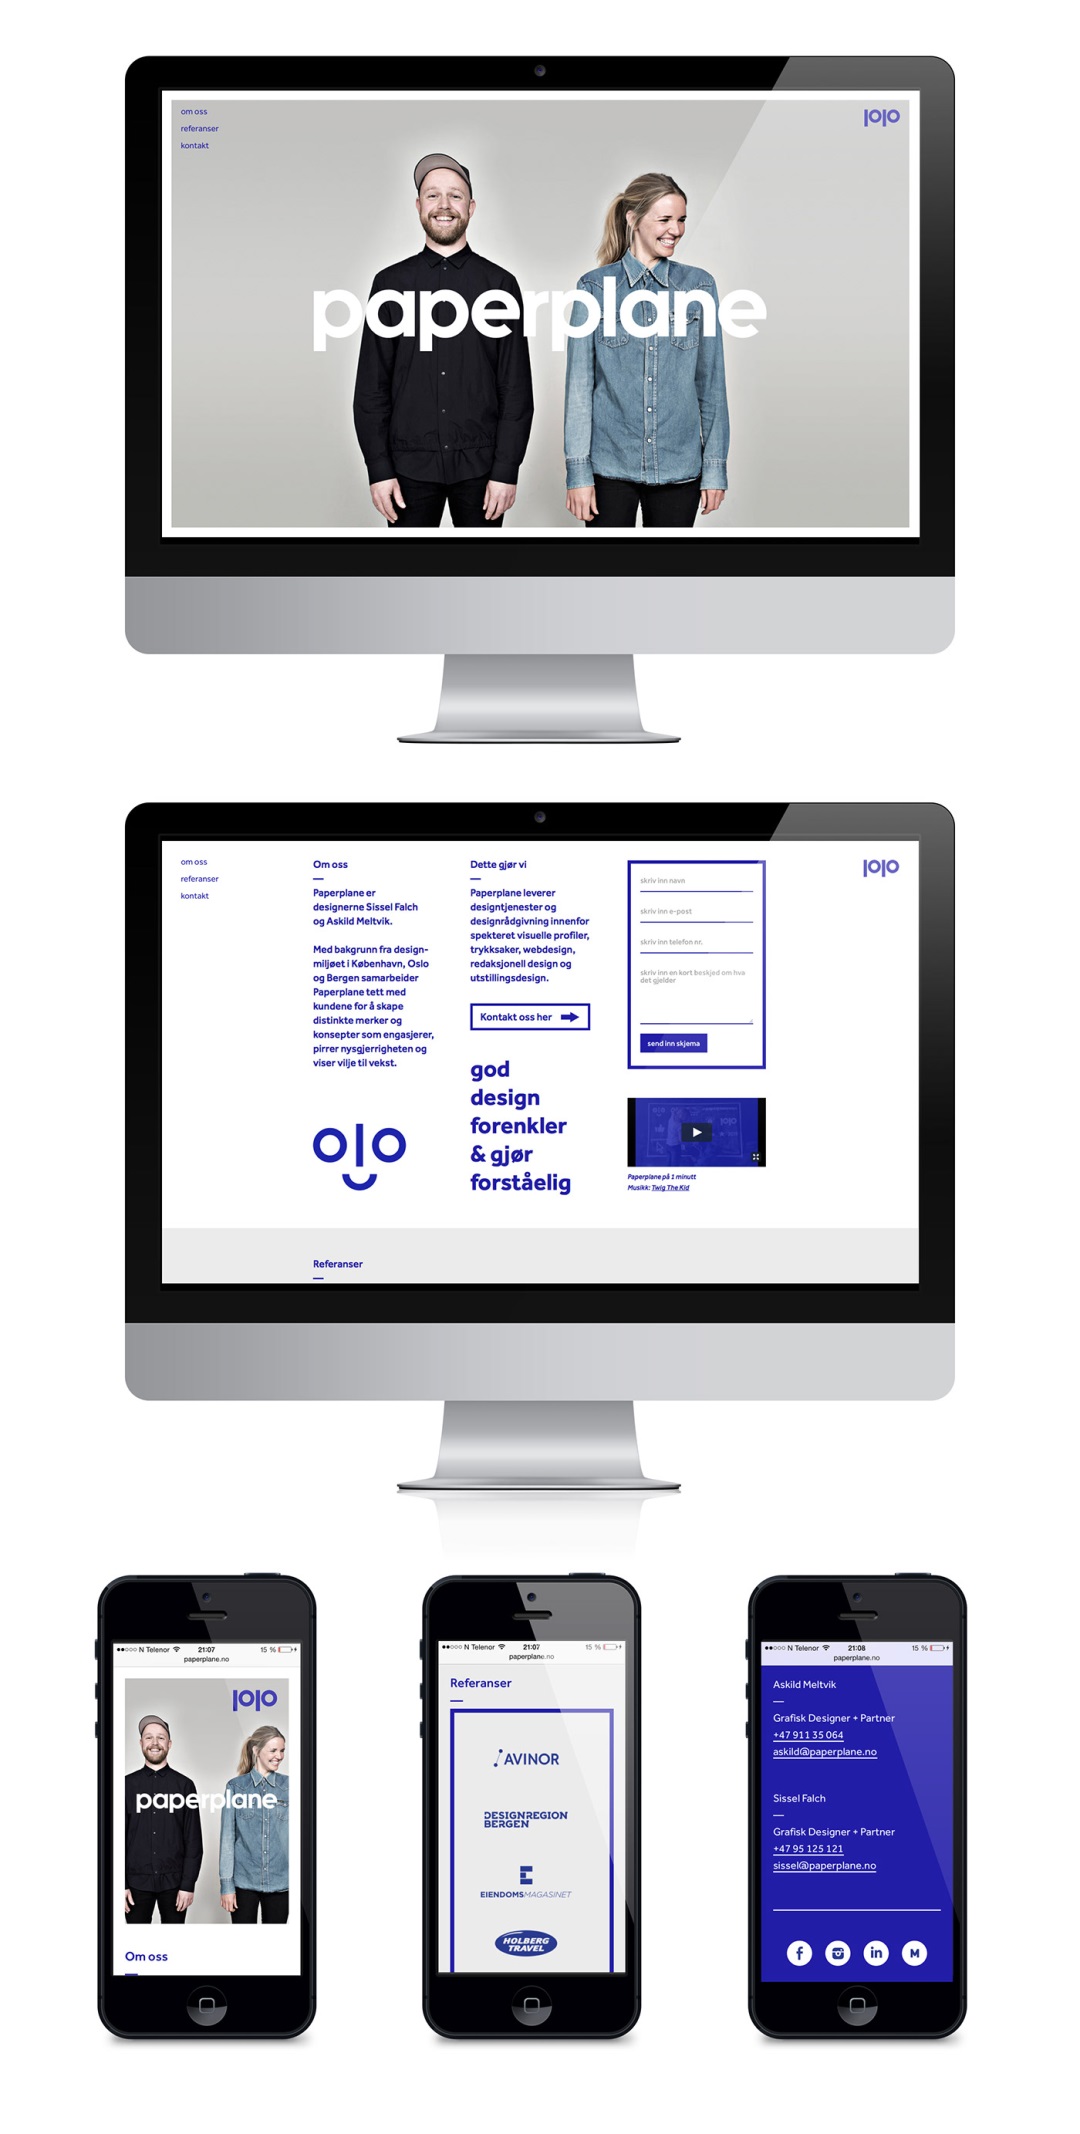 om oss
referanser
kontakt
paperplane
om oss
referanser
kontakt
Om oss
Paperplane er
designerne Sissel Falch
og Askild Meltvik.
Med bakgrunn fra design-
miljøet i København, Oslo
og Bergen samarbeider
Paperplane tett med
kundene for å skape
distinkte merker og
konsepter som engasjerer,
pirrer nysgjerrigheten og
viser vilje til vekst.
Dette gjør vi
Paperplane leverer
designtjenester og
designrådgivning innenfor
spekteret visuelle profiler,
trykksaker, webdesign,
redaksjonell design og
utstillingsdesign.
Kontakt oss her
god
design
forenkler
& gjør
forståelig
skriv inn navn
skriv inn e-post
skriv inn telefon nr.
skriv inn en kort beskjed om hva
det gjelder
send inn skjema
Paperplane på 1 minutt
Musikk: Twig The Kid
Referanser
N Telenor 21:07 15 %
paperplane.no
paperplane
Om oss
N Telenor 21:07 15 %
paperplane.no
Referanser
AVINOR
DESIGNREGION
BERGEN
EIENDOMSMAGASINET
HOLBERG
TRAVEL
N Telenor 21:08 15 %
paperplane.no
Askild Meltvik
Grafisk Designer + Partner
+47 911 35 064
askild@paperplane.no
Sissel Falch
Grafisk Designer + Partner
+47 95 125 121
sissel@paperplane.no